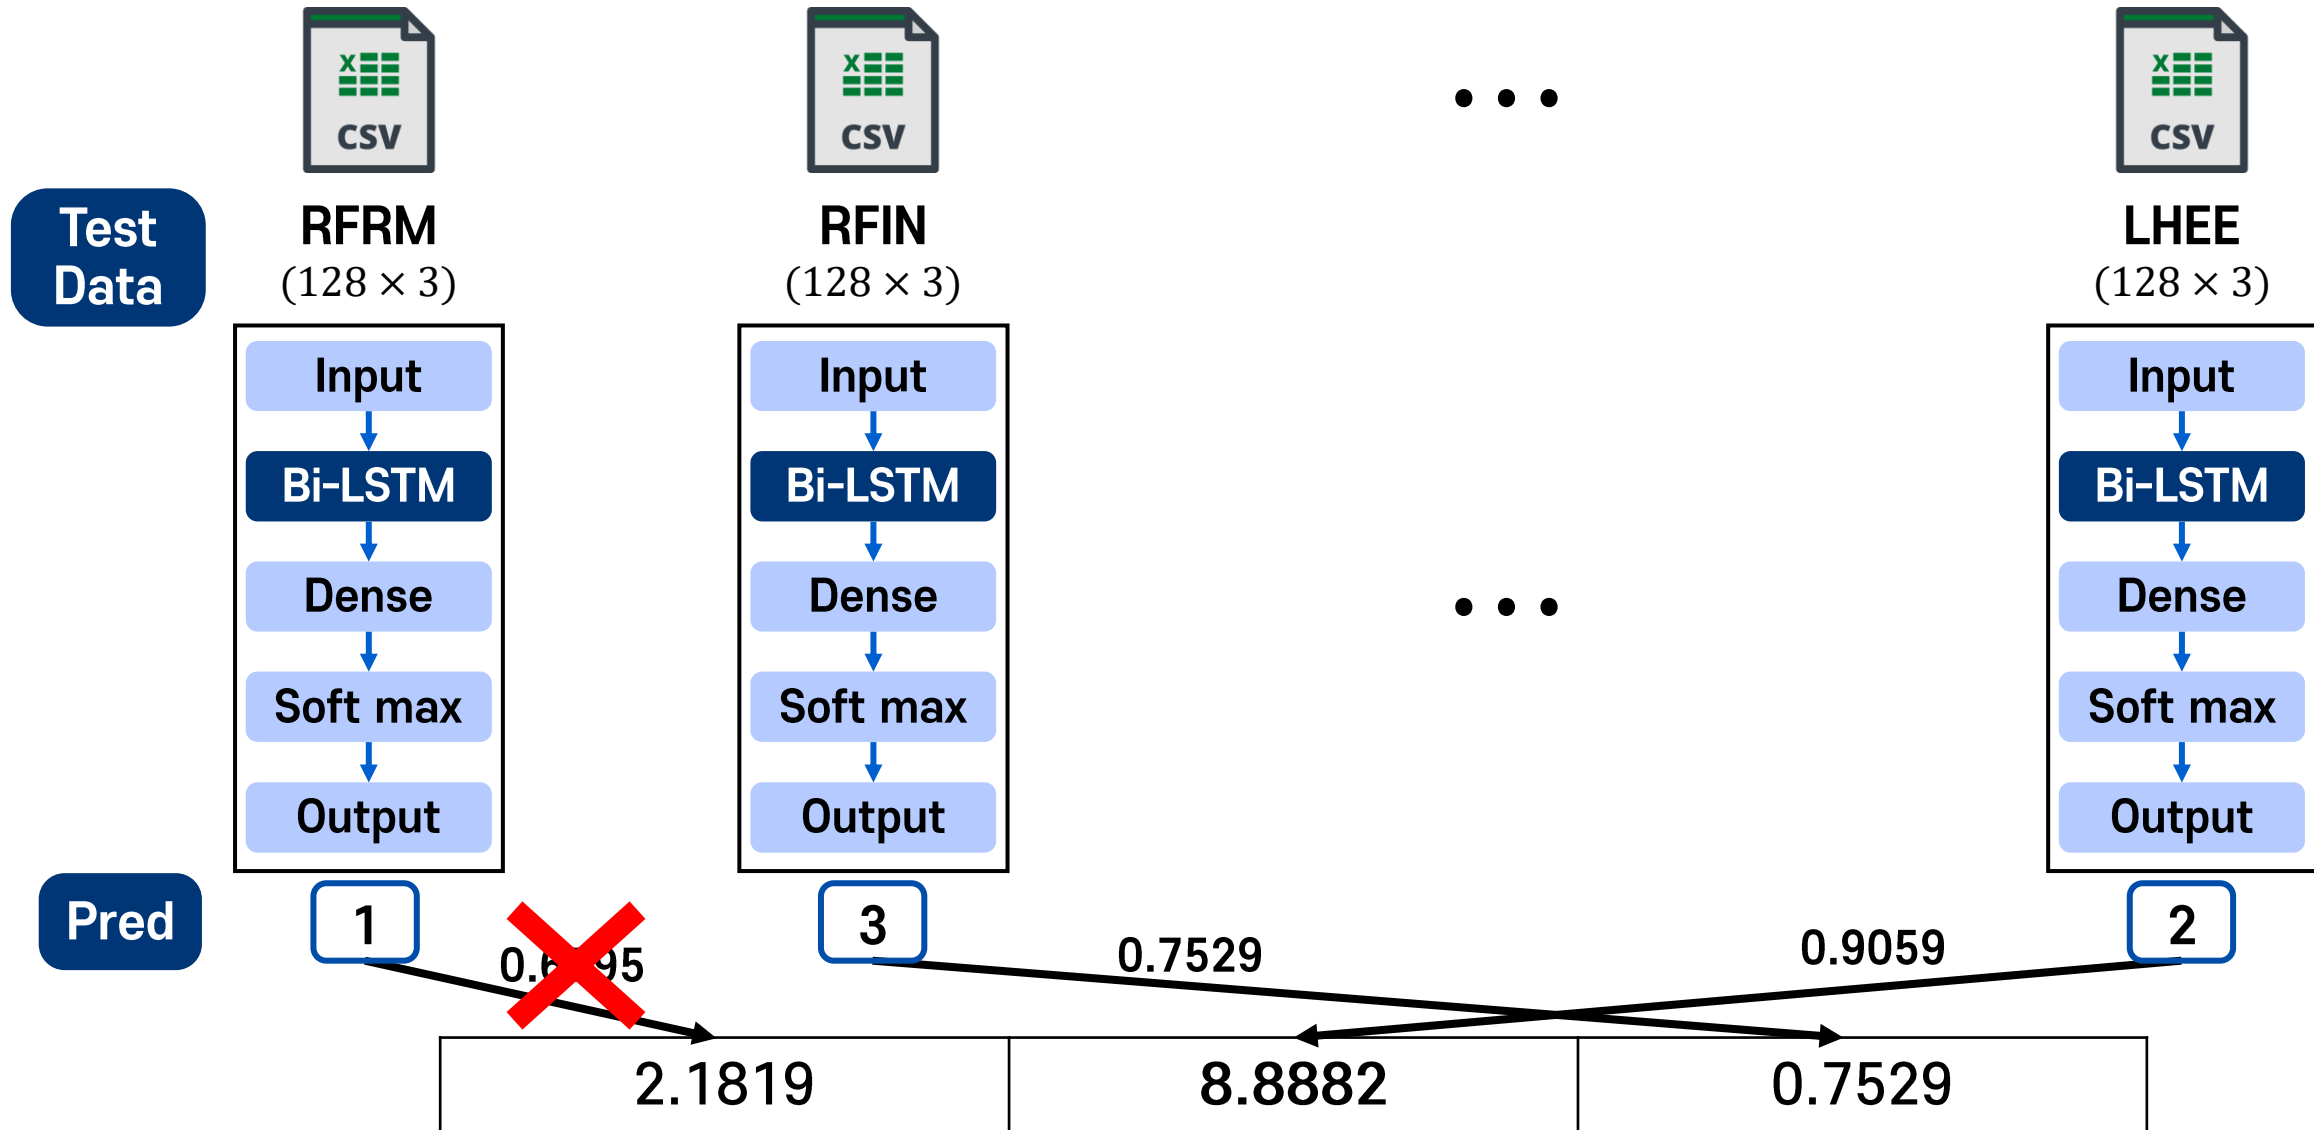 CSV
CSV
CSV
Test
Data
RFRM
(128 × 3)
RFIN
(128 × 3)
LHEE
(128 × 3)
Input
Input
Input
Bi-LSTM
Bi-LSTM
Bi-LSTM
Dense
Dense
Dense
Soft max
Soft max
Soft max
Output
Output
Output
Pred
1
3
2
0.7529
0.9059
2.1819
8.8882
0.7529